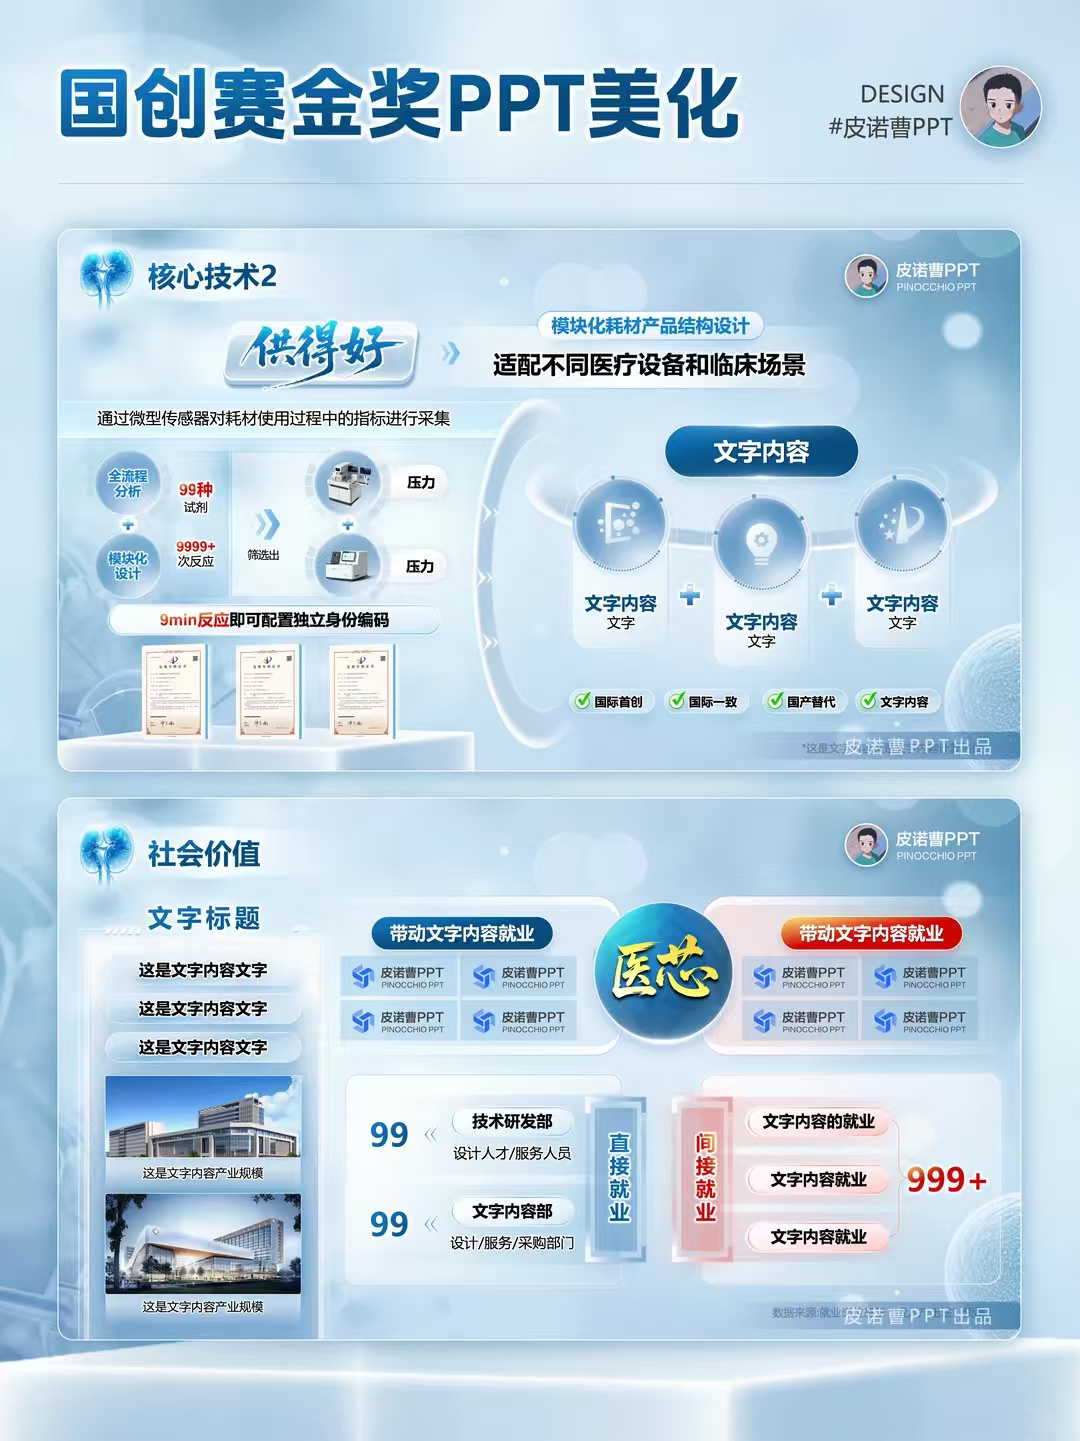 国创赛金奖PPT美化
DESIGN
#皮诺曹PPT
核心技术2
皮诺曹PPT
PINOCCHIO PPT
供得好
模块化耗材产品结构设计
适配不同医疗设备和临床场景
通过微型传感器对耗材使用过程中的指标进行采集
全流程
分析
99种
试剂
模块化
设计
9999+
次反应
筛选出
压力
压力
9min反应即可配置独立身份编码
文字内容
文字内容
文字
文字内容
文字
文字内容
文字
国际首创
国际一致
国产替代
文字内容
*这是文
皮诺曹PPT出品
社会价值
皮诺曹PPT
PINOCCHIO PPT
文字标题
这是文字内容文字
这是文字内容文字
这是文字内容文字
这是文字内容产业规模
这是文字内容产业规模
带动文字内容就业
皮诺曹PPT
PINOCCHIO PPT
皮诺曹PPT
PINOCCHIO PPT
皮诺曹PPT
PINOCCHIO PPT
皮诺曹PPT
PINOCCHIO PPT
医芯
带动文字内容就业
皮诺曹PPT
PINOCCHIO PPT
皮诺曹PPT
PINOCCHIO PPT
皮诺曹PPT
PINOCCHIO PPT
皮诺曹PPT
PINOCCHIO PPT
99
技术研发部
设计人才/服务人员
99
文字内容部
设计/服务/采购部门
直接就业
间接就业
文字内容的就业
文字内容就业
文字内容就业
999+
数据来源:就业
皮诺曹PPT出品